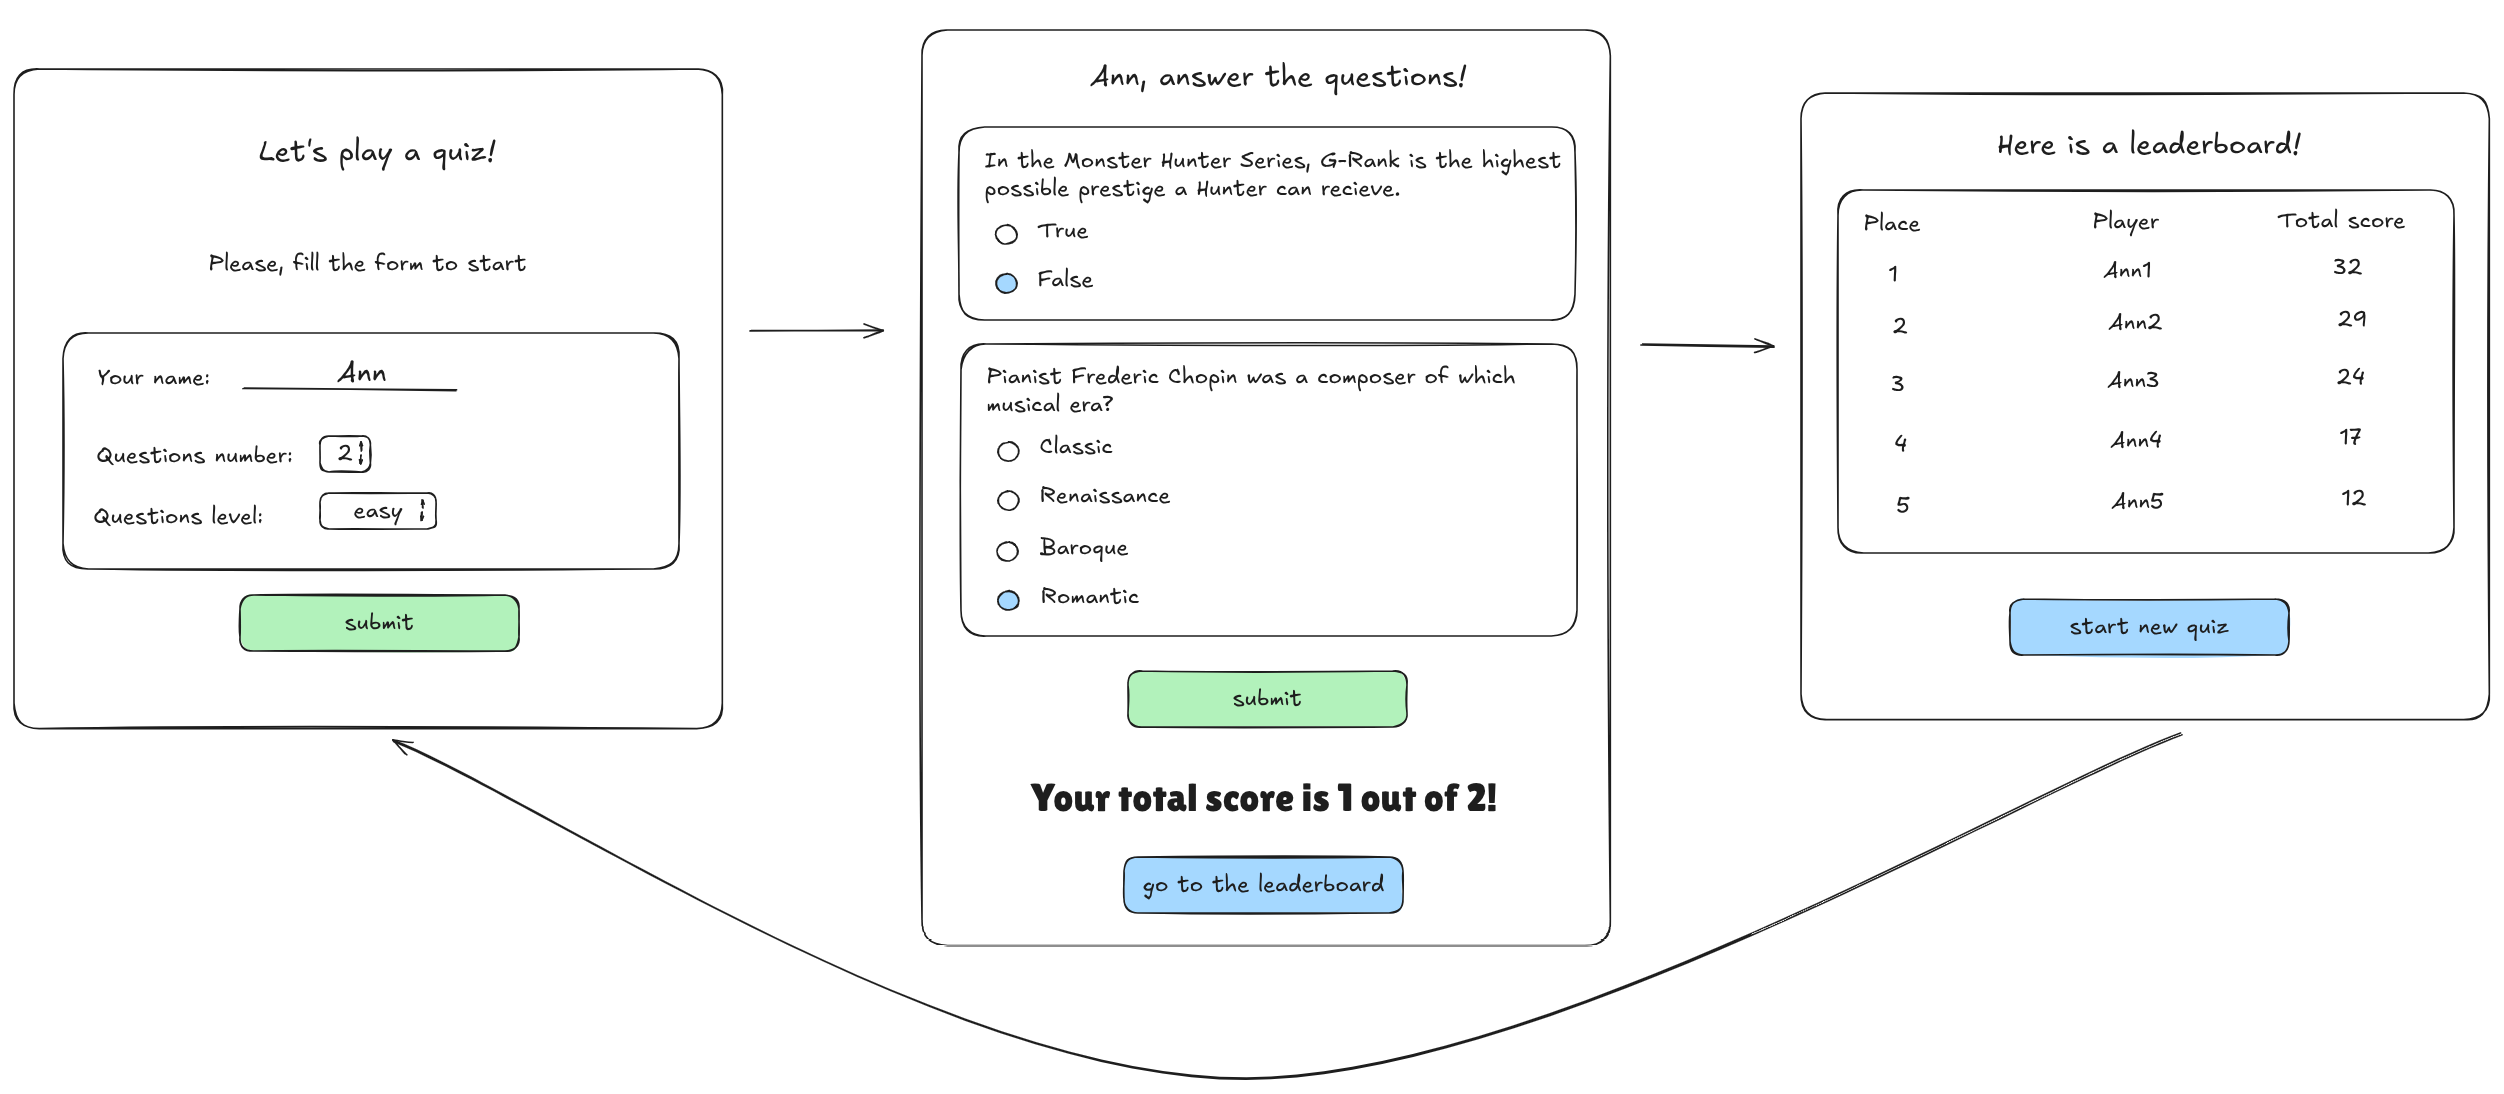 Let's play a quiz!
Please, fill the form to start
Your name: Ann
Questions number: 2
Questions level: easy
submit
Ann, answer the questions!
In the Monster Hunter Series, G-Rank is the highest
possible prestige a Hunter can recieve.
True
False
Pianist Frederic Chopin was a composer of which
musical era?
Classic
Renaissance
Baroque
Romantic
submit
Your total score is 1 out of 2!
go to the leaderboard
Here is a leaderboard!
Place Player Total score
1 Ann1 32
2 Ann2 29
3 Ann3 24
4 Ann4 17
5 Ann5 12
start new quiz